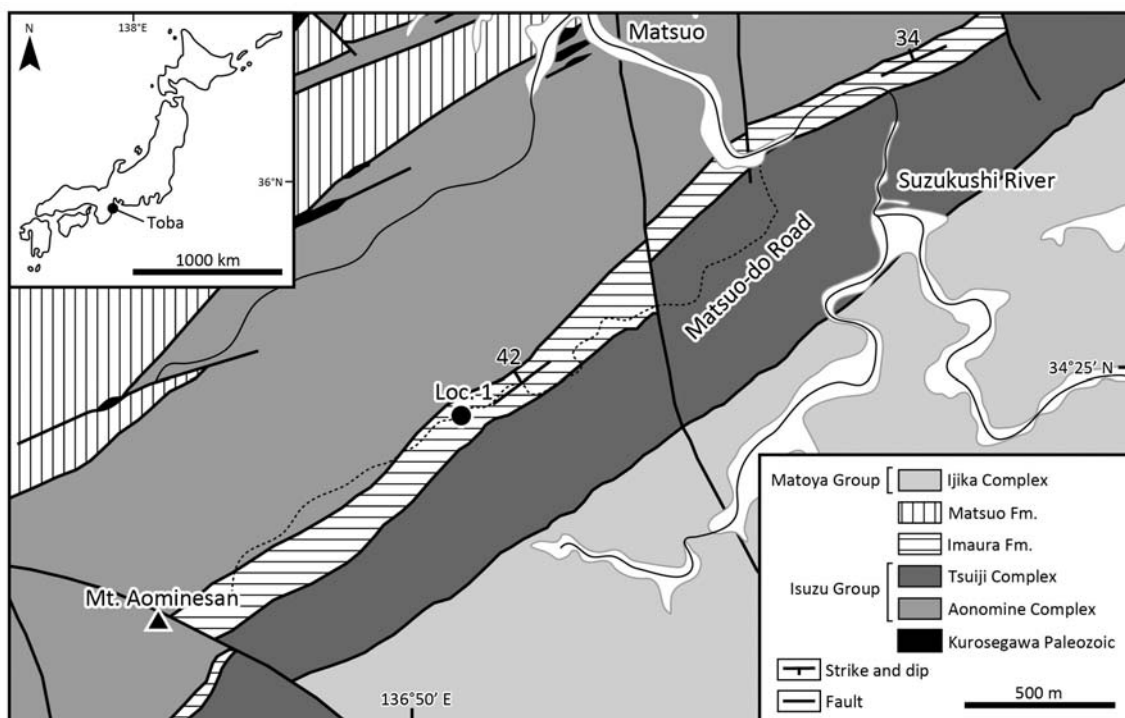 N
138°E
36°N
Toba
1000 km
Matsuo
34
Suzukushi River
Matsuo-do Road
42
Loc.-1
34°25’ N
Mt. Aominesan
136°50’ E
Matoya Group
Ijika Complex
Matsuo Fm.
Imaura Fm.
Isuzu Group
Tsuiji Complex
Aonomine Complex
Kurosegawa Paleozoic
Strike and dip
Fault
500 m